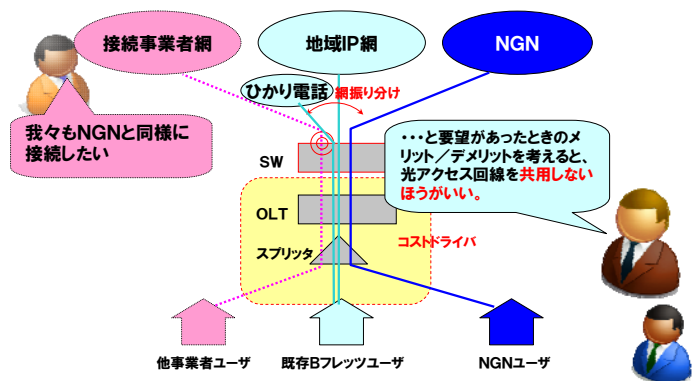 接続事業者網
地域IP網
NGN
ひかり電話
網振り分け
我々もNGNと同様に
接続したい
SW
・・・と要望があったときのメ
リット／デメリットを考えると、
光アクセス回線を共用しない
ほうがいい。
OLT
コストドライバ
スプリッタ
他事業者ユーザ
既存Bフレッツユーザ
NGNユーザ